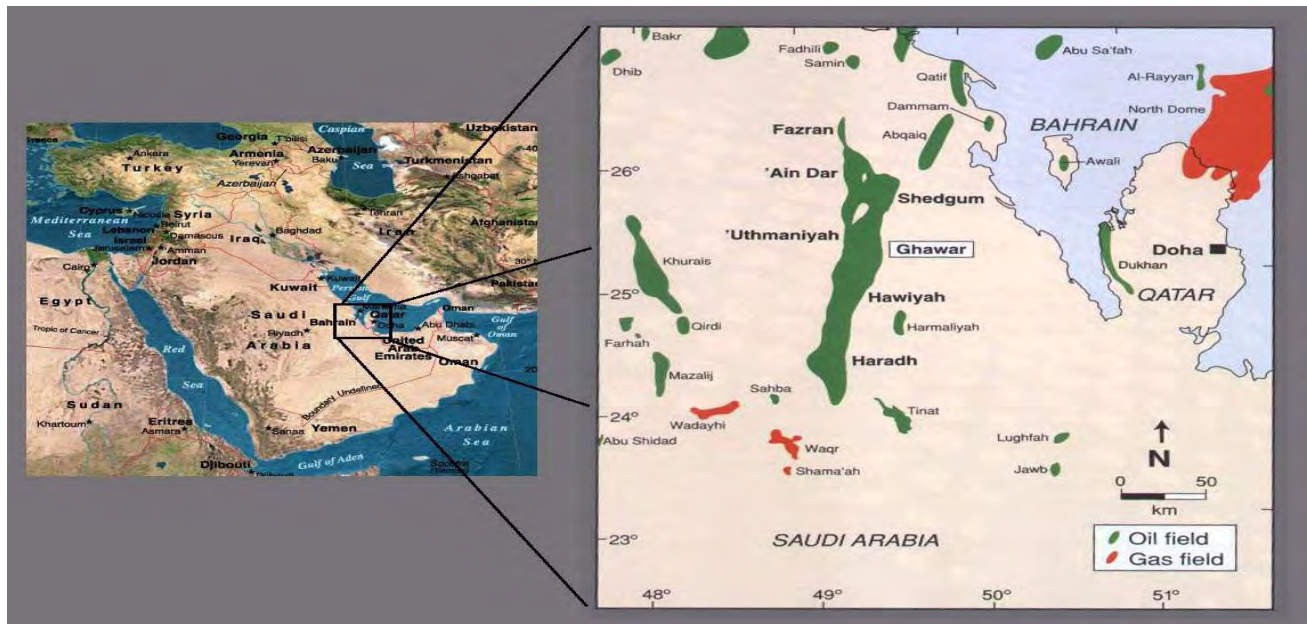 Caspian
Sea
Uzbekistan
Georgia
T'bilisi
Armenia
Yerevan
Azerbaijan
Baku
Turkmenistan
Ashgabat
Azerbaijan
Ankara
Turkey
Tehran
Afghanistan
Cyprus
Nicosia
Syria
Mediterranean
Sea
Beirut
Lebanon
Damascus
Israel
Jerusalem
Amman
Jordan
Iraq
Baghdad
Iran
Cairo
Egypt
Kuwait
Kuwait
Persian
Gulf
Pakistan
Tropic of Cancer
Saudi
Arabia
Riyadh
Bahrain
Qatar
Doha
Abu Dhabi
Oman
Gulf
of
Oman
Muscat
United
Arab
Emirates
Oman
Red
Sea
Boundary Undefined
Sudan
Khartoum
Eritrea
Asmara
Sanaa
Yemen
Arabian
Sea
Djibouti
Gulf of Aden
Bakr
Dhib
Fadhili
Samin
Qatif
Dammam
Abu Sa'fah
Al-Rayyan
North Dome
BAHRAIN
Awali
Fazran
Abqaiq
'Ain Dar
Shedgum
'Uthmaniyah
Ghawar
Doha
Dukhan
QATAR
Khurais
Hawiyah
Qirdi
Farhah
Harmaliyah
Mazalij
Haradh
Sahba
Tinat
Wadayhi
Abu Shidad
Waqr
Shama'ah
Lughfah
Jawb
N
0 50
km
SAUDI ARABIA
Oil field
Gas field
26°
25°
24°
23°
48° 49° 50° 51°